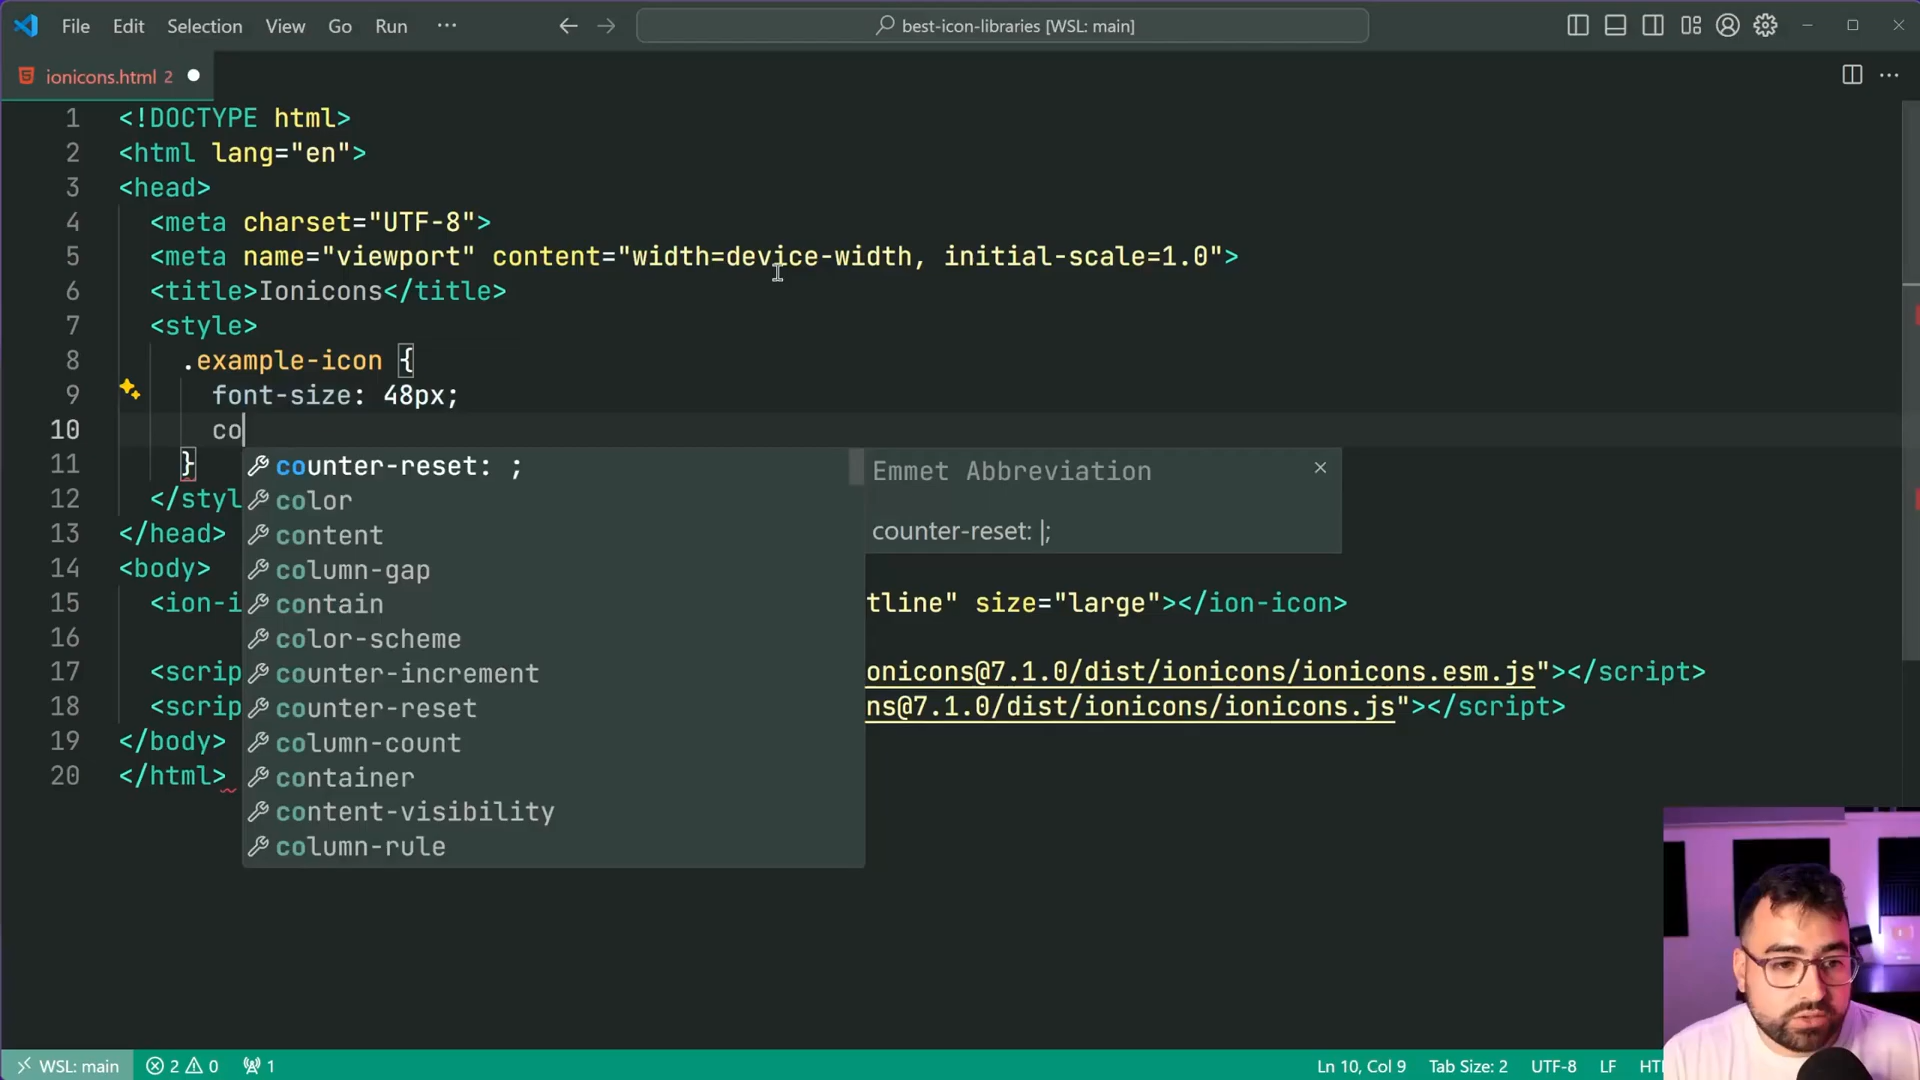 File Edit Selection View Go Run ··· best-icon-libraries [WSL: main]
ionicons.html 2
1 <!DOCTYPE html>
2 <html lang="en">
3 <head>
4 <meta charset="UTF-8">
5 <meta name="viewport" content="width=device-width, initial-scale=1.0">
6 <title>Ionicons</title>
7 <style>
8 .example-icon {
9 font-size: 48px;
10 co
11 }
12 </styl
13 </head>
14 <body>
15 <ion-i tline" size="large"></ion-icon>
16
17 <scrip onicons@7.1.0/dist/ionicons/ionicons.esm.js"></script>
18 <scrip ns@7.1.0/dist/ionicons/ionicons.js"></script>
19 </body>
20 </html>
counter-reset: ;
color
content
column-gap
contain
color-scheme
counter-increment
counter-reset
column-count
container
content-visibility
column-rule
Emmet Abbreviation
counter-reset: |;
WSL: main 2 0 1 Ln 10, Col 9 Tab Size: 2 UTF-8 LF HT